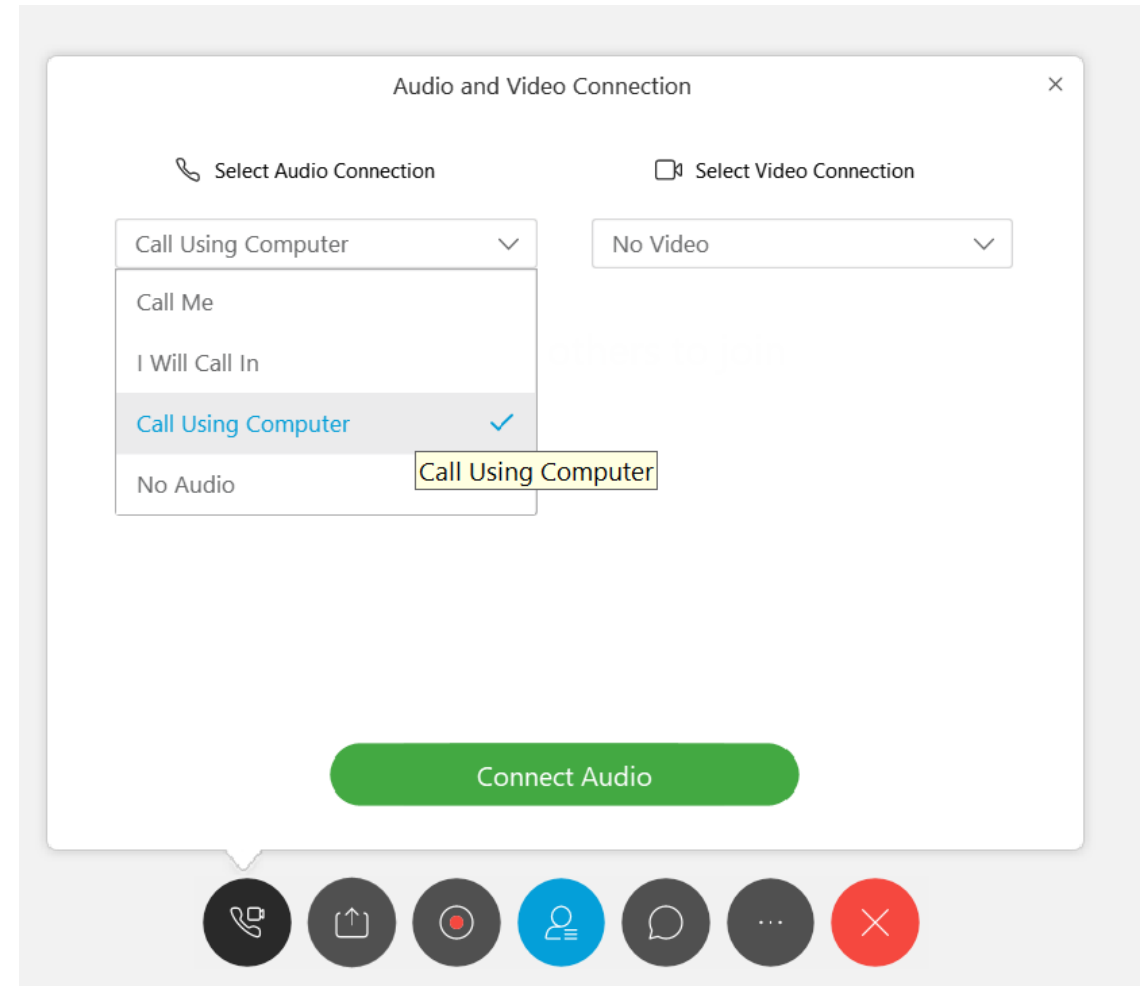 Audio and Video Connection
Select Audio Connection
Select Video Connection
Call Using Computer
No Video
Call Me
I Will Call In
Call Using Computer
Call Using Computer
No Audio
Connect Audio